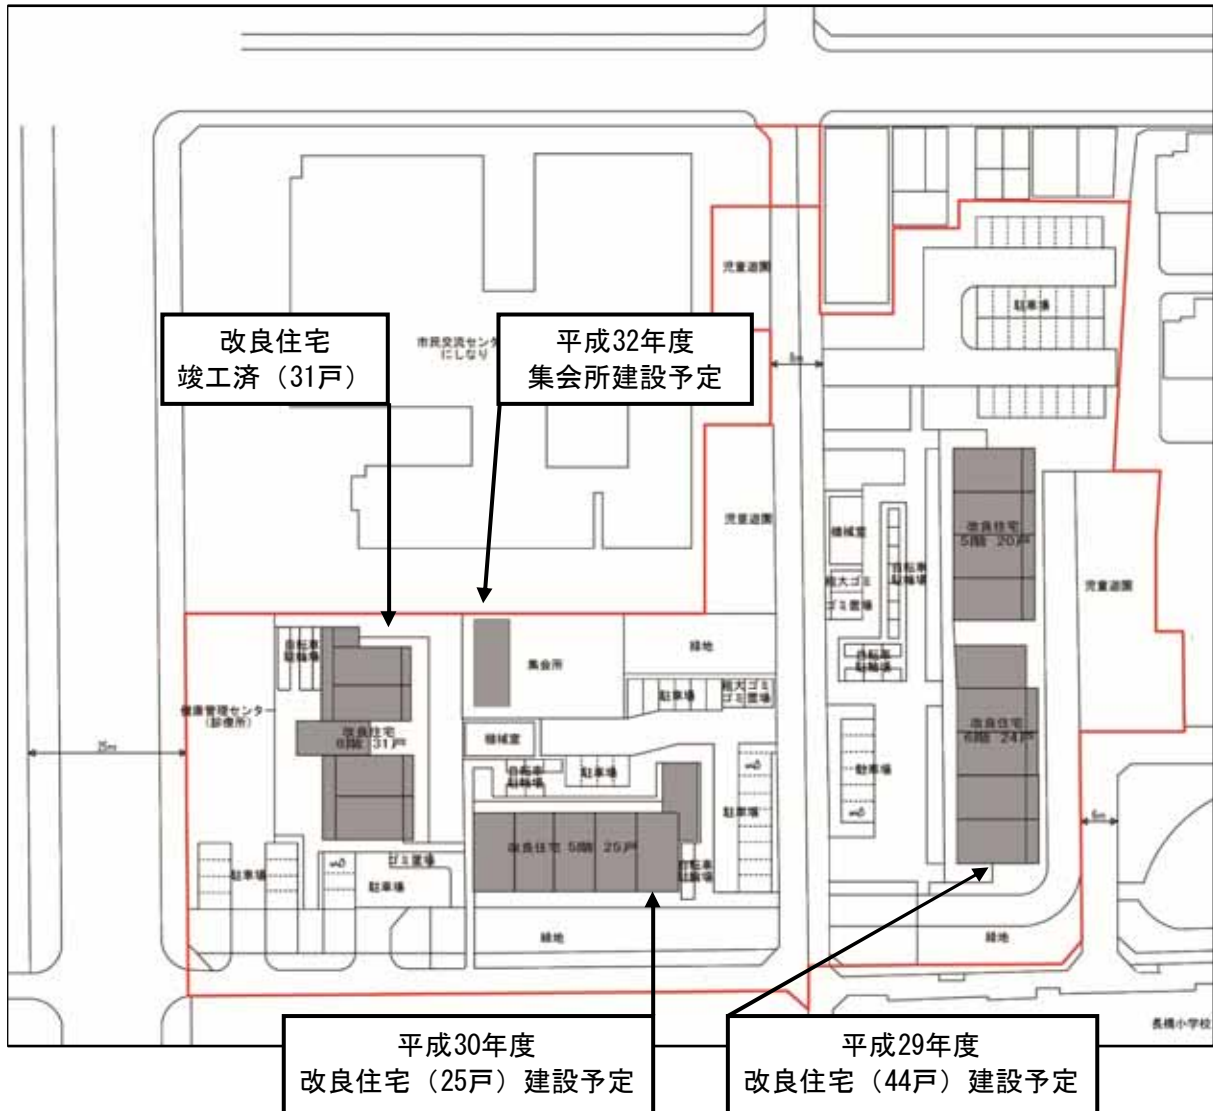 児童遊園
駐車場
改良住宅
竣工済（31戸）
市民交流センタ
にしなり
平成32年度
集会所建設予定
6m
児童遊園
機械室
粗大ゴミ
ゴミ置場
自転車
駐輪場
改良住宅
5階 20戸
児童遊園
自転車
駐輪場
集会所
緑地
自転車
駐輪場
健康管理センター
（診療所）
25m
改良住宅
6階 31戸
機械室
駐車場
粗大ゴミ
ゴミ置場
自転車
駐輪場
駐車場
駐車場
駐車場
改良住宅
6階 24戸
6m
改良住宅 5階 25戸
自転車
駐輪場
ゴミ置場
駐車場
駐車場
緑地
緑地
長橋小学校
平成30年度
改良住宅（25戸）建設予定
平成29年度
改良住宅（44戸）建設予定